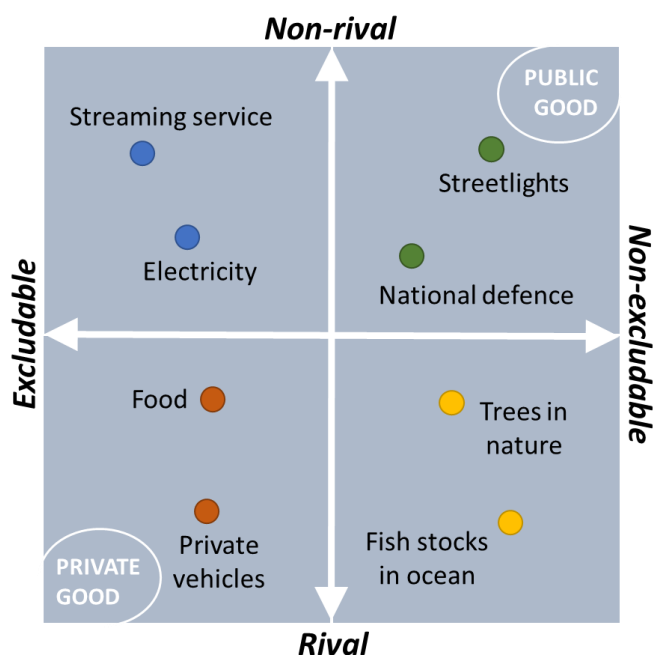 Non-rival
PUBLIC
GOOD
Streaming service
Streetlights
Electricity
National defence
Excludable
Non-excludable
Food
Trees in
nature
Private
vehicles
Fish stocks
in ocean
PRIVATE
GOOD
Rival